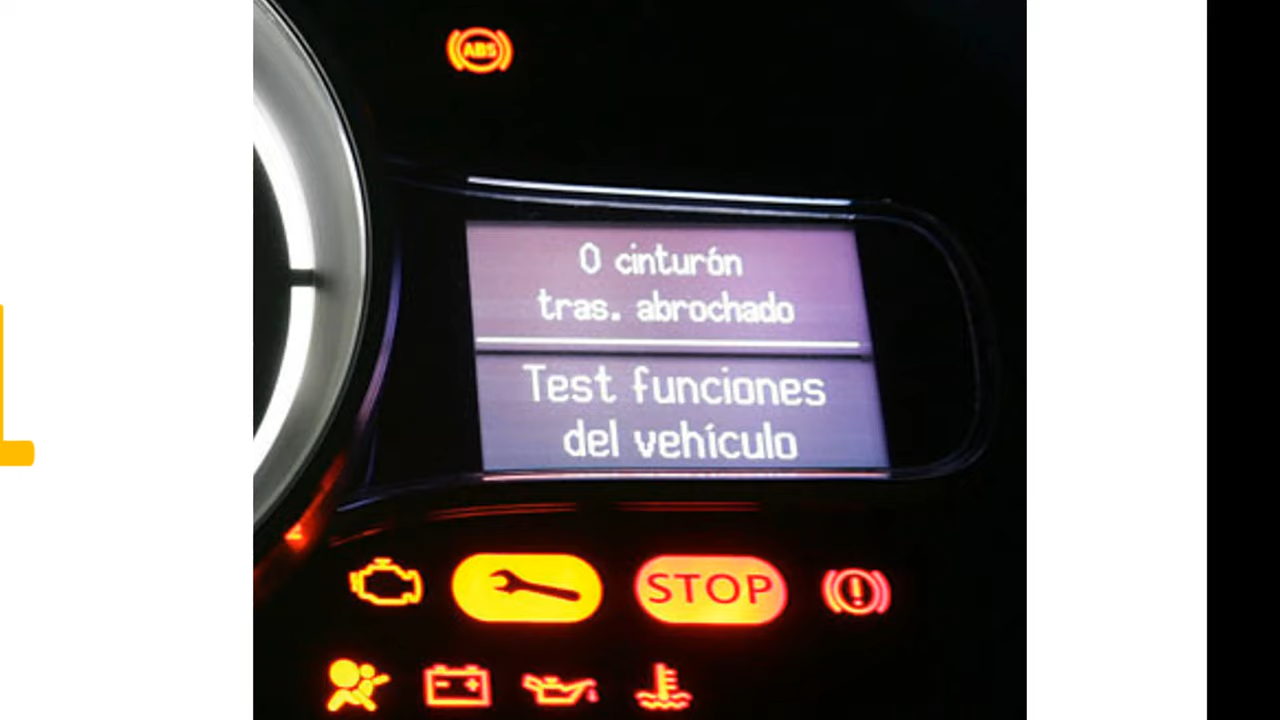 ABS
0 cinturón
tras. abrochado
Test funciones
del vehículo
STOP